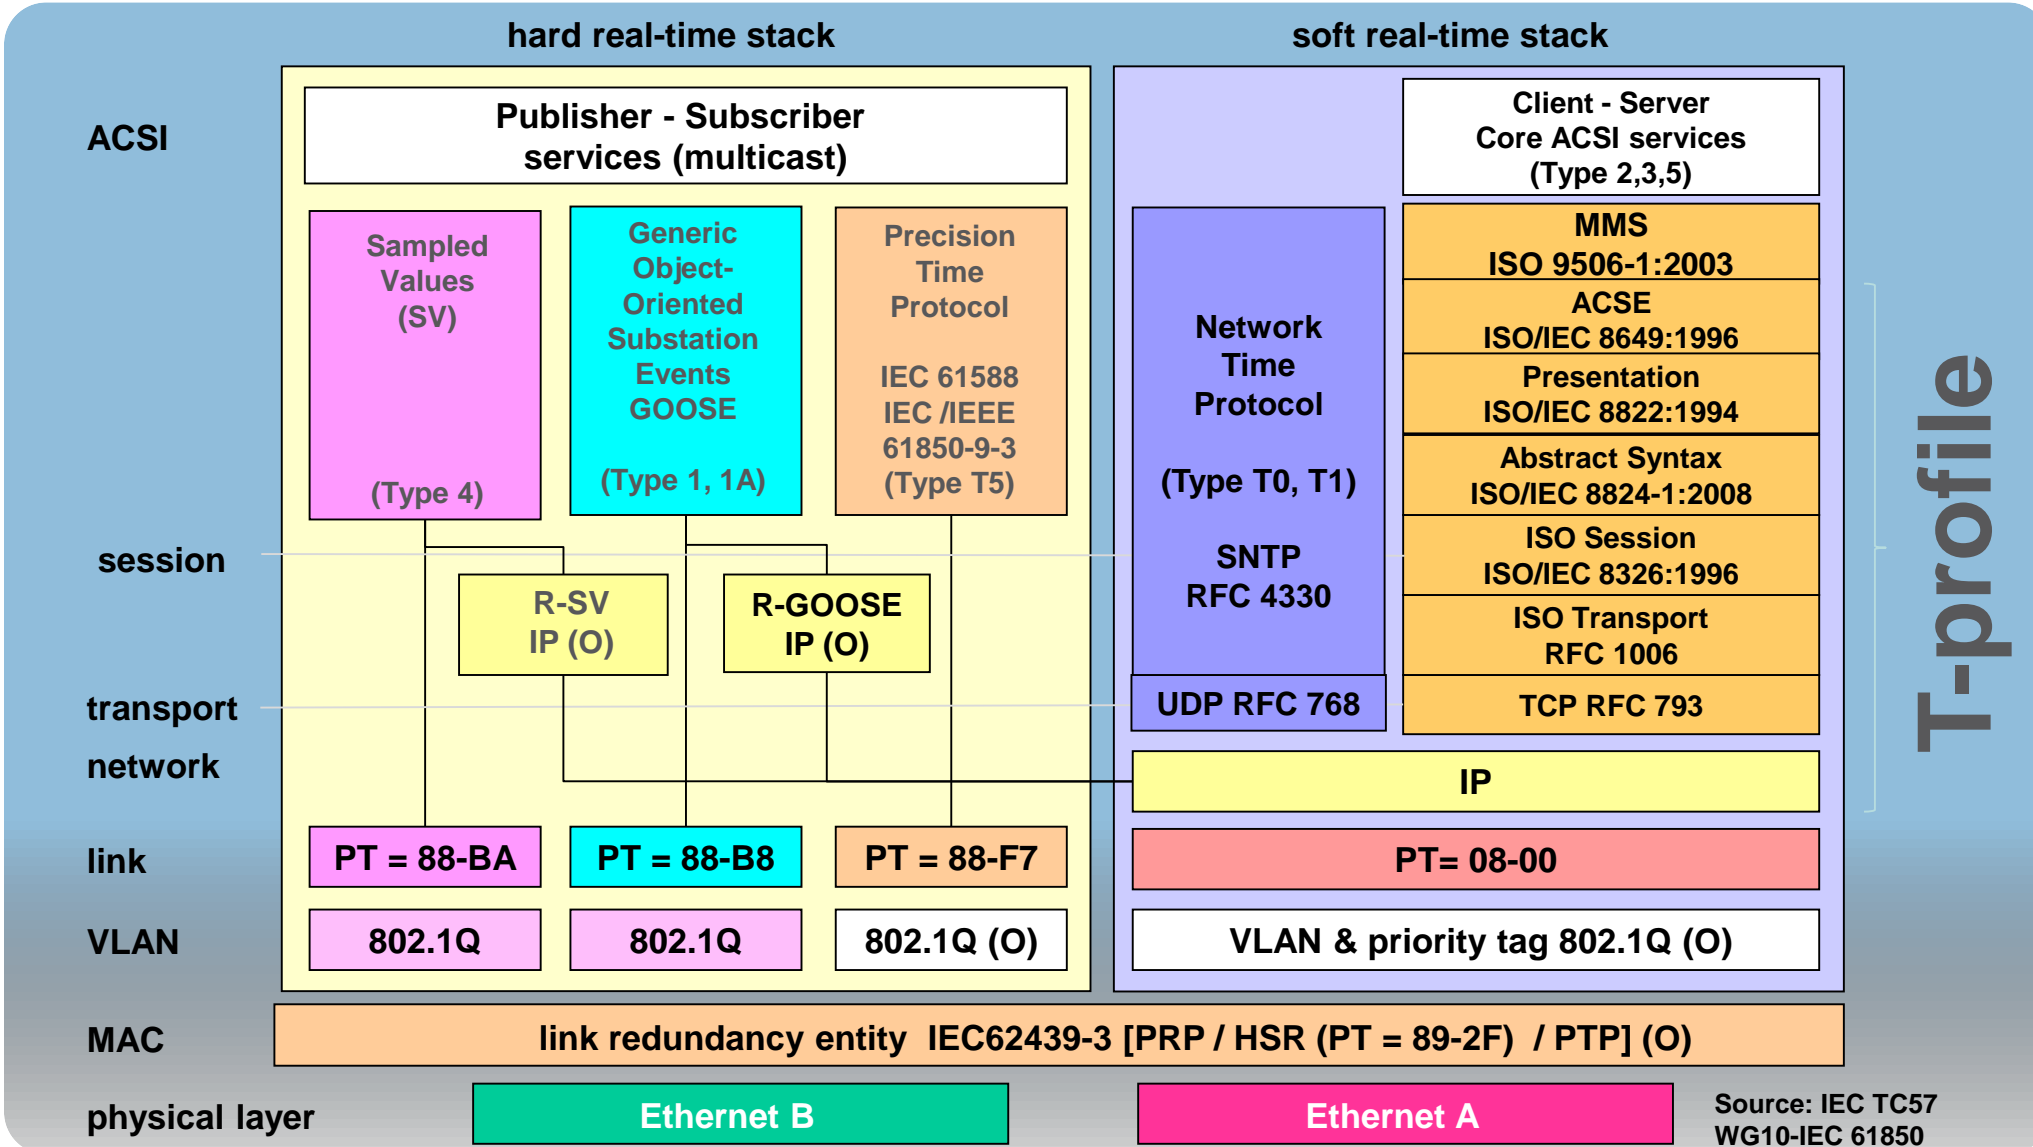 hard real-time stack
soft real-time stack
ACSI
Publisher - Subscriber
services (multicast)
Client - Server
Core ACSI services
(Type 2,3,5)
Sampled
Values
(SV)
(Type 4)
Generic
Object-
Oriented
Substation
Events
GOOSE
(Type 1, 1A)
Precision
Time
Protocol
IEC 61588
IEC /IEEE
61850-9-3
(Type T5)
Network
Time
Protocol
(Type T0, T1)
SNTP
RFC 4330
MMS
ISO 9506-1:2003
ACSE
ISO/IEC 8649:1996
Presentation
ISO/IEC 8822:1994
Abstract Syntax
ISO/IEC 8824-1:2008
ISO Session
ISO/IEC 8326:1996
ISO Transport
RFC 1006
T-profile
session
R-SV
IP (O)
R-GOOSE
IP (O)
transport
UDP RFC 768
TCP RFC 793
network
IP
link
PT = 88-BA
PT = 88-B8
PT = 88-F7
PT= 08-00
VLAN
802.1Q
802.1Q
802.1Q (O)
VLAN & priority tag 802.1Q (O)
MAC
link redundancy entity IEC62439-3 [PRP / HSR (PT = 89-2F) / PTP] (O)
physical layer
Ethernet B
Ethernet A
Source: IEC TC57
WG10-IEC 61850